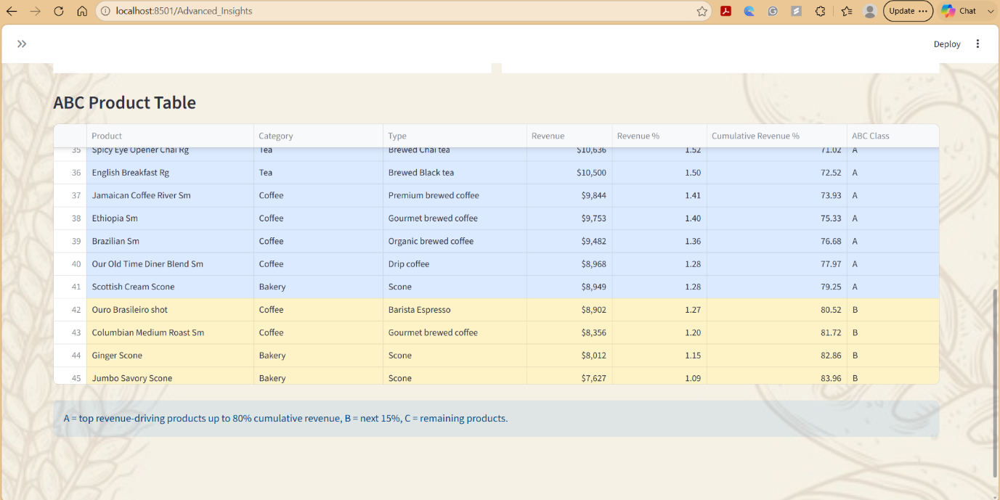 localhost:8501/Advanced_Insights
Update
Chat
Deploy
ABC Product Table
Product Category Type Revenue Revenue % Cumulative Revenue % ABC Class
35 Spicy Eye Opener Chai Rg Tea Brewed Chai tea $10,636 1.52 71.02 A
36 English Breakfast Rg Tea Brewed Black tea $10,500 1.50 72.52 A
37 Jamaican Coffee River Sm Coffee Premium brewed coffee $9,844 1.41 73.93 A
38 Ethiopia Sm Coffee Gourmet brewed coffee $9,753 1.40 75.33 A
39 Brazilian Sm Coffee Organic brewed coffee $9,482 1.36 76.68 A
40 Our Old Time Diner Blend Sm Coffee Drip coffee $8,968 1.28 77.97 A
41 Scottish Cream Scone Bakery Scone $8,949 1.28 79.25 A
42 Ouro Brasileiro shot Coffee Barista Espresso $8,902 1.27 80.52 B
43 Columbian Medium Roast Sm Coffee Gourmet brewed coffee $8,356 1.20 81.72 B
44 Ginger Scone Bakery Scone $8,012 1.15 82.86 B
45 Jumbo Savory Scone Bakery Scone $7,627 1.09 83.96 B
A = top revenue-driving products up to 80% cumulative revenue, B = next 15%, C = remaining products.